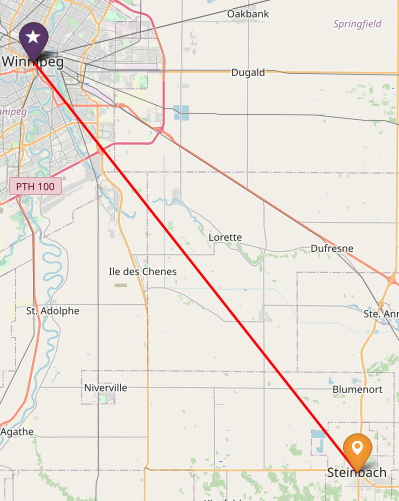 Oakbank
Springfield
Winnipeg
Dugald
nipeg
PTH 100
Lorette
Dufresne
Ile des Chenes
St. Adolphe
Ste. Ann
Niverville
Blumenort
Agathe
Steinbach